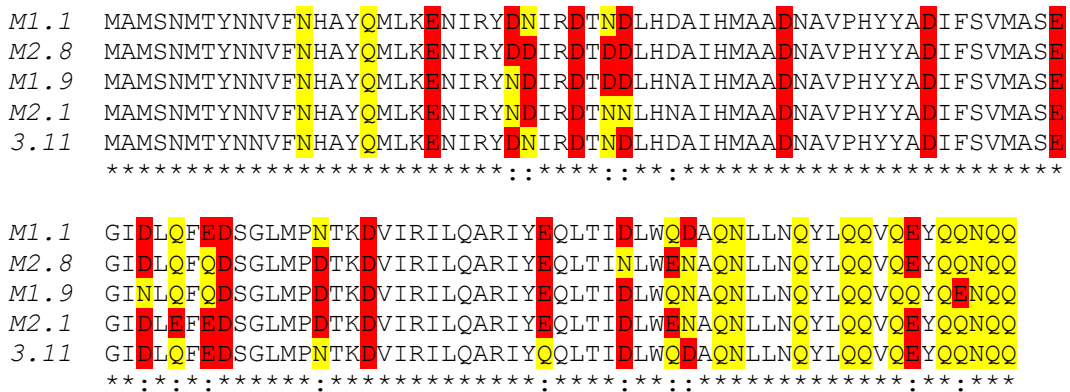 M1.1 MAMSNMTYNNVFNHAYQMLKENIRYDNIRDTNDLHDAIHMAADNAVPHYYADIFSVMASE
M2.8 MAMSNMTYNNVFNHAYQMLKENIRYDDIRDTDDLHDAIHMAADNAVPHYYADIFSVMASE
M1.9 MAMSNMTYNNVFNHAYQMLKENIRYNDIRDTDDLHNAIHMAADNAVPHYYADIFSVMASE
M2.1 MAMSNMTYNNVFNHAYQMLKENIRYNDIRDTNNLHNAIHMAADNAVPHYYADIFSVMASE
3.11 MAMSNMTYNNVFNHAYQMLKENIRYDNIRDTNDLHDAIHMAADNAVPHYYADIFSVMASE
*************************::****::**:************************
M1.1 GIDLQFEDSGLMPNTKDVIRILQARIYEQLTIDLWQDAQNLLNQYLQQVQEYQQNQQ
M2.8 GIDLQFQDSGLMPDTKDVIRILQARIYEQLTINLWENAQNLLNQYLQQVQEYQQNQQ
M1.9 GINLQFQDSGLMPDTKDVIRILQARIYEQLTIDLWQNAQNLLNQYLQQVQQYQENQQ
M2.1 GIDLEFEDSGLMPDTKDVIRILQARIYEQLTIDLWENAQNLLNQYLQQVQEYQQNQQ
3.11 GIDLQFEDSGLMPNTKDVIRILQARIYQQLTIDLWQDAQNLLNQYLQQVQEYQQNQQ
**:*:*:******:*************:****:**::*************:**:***